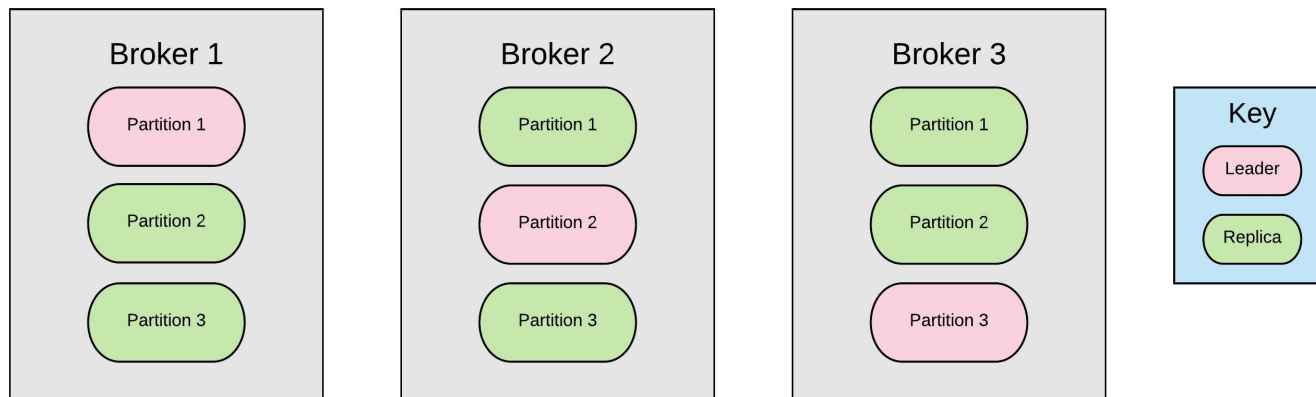 Broker 1
Partition 1
Partition 2
Partition 3
Broker 2
Partition 1
Partition 2
Partition 3
Broker 3
Partition 1
Partition 2
Partition 3
Key
Leader
Replica